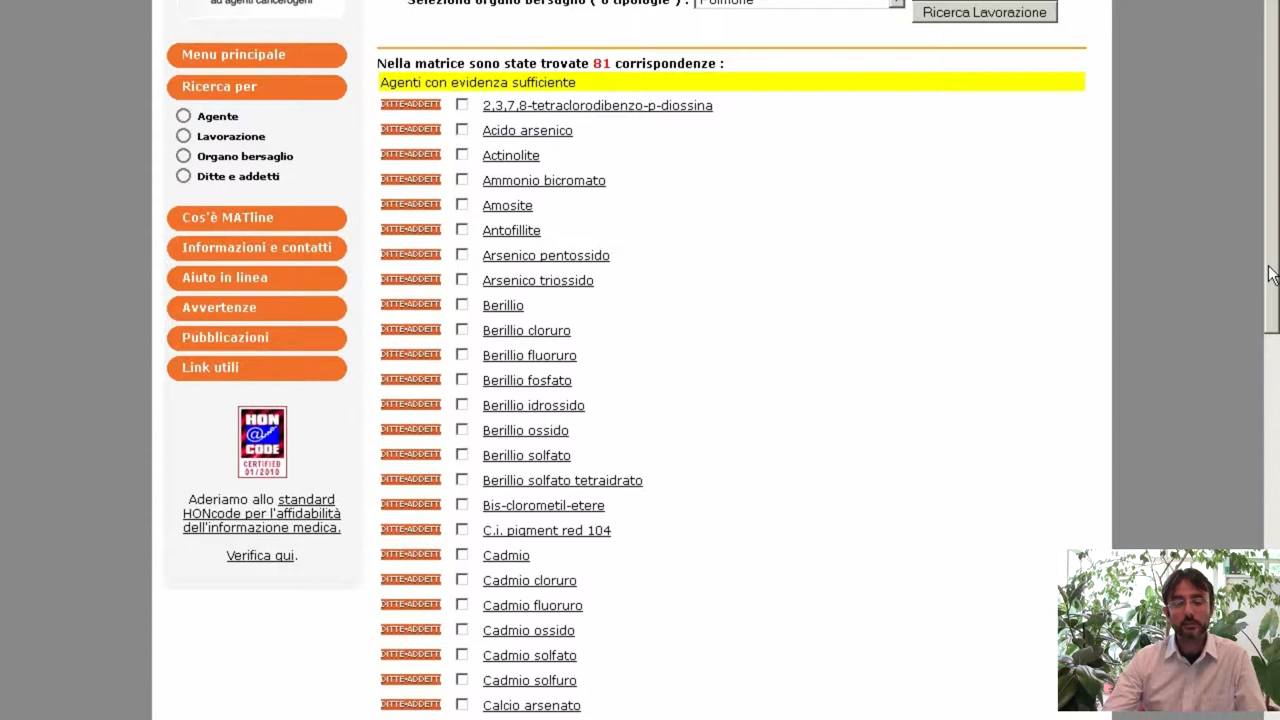 ad agenti cancerogeni
Seleziona organo bersaglio ( o tipologie ) : Polmone
Ricerca Lavorazione
Menu principale
Ricerca per
Agente
Lavorazione
Organo bersaglio
Ditte e addetti
Cos'è MATline
Informazioni e contatti
Aiuto in linea
Avvertenze
Pubblicazioni
Link utili
HON
@
CODE
CERTIFIED
01/2010
Aderiamo allo standard
HONcode per l'affidabilità
dell'informazione medica.
Verifica qui.
Nella matrice sono state trovate 81 corrispondenze :
Agenti con evidenza sufficiente
DITTE•ADDETTI 2,3,7,8-tetraclorodibenzo-p-diossina
DITTE•ADDETTI Acido arsenico
DITTE•ADDETTI Actinolite
DITTE•ADDETTI Ammonio bicromato
DITTE•ADDETTI Amosite
DITTE•ADDETTI Antofillite
DITTE•ADDETTI Arsenico pentossido
DITTE•ADDETTI Arsenico triossido
DITTE•ADDETTI Berillio
DITTE•ADDETTI Berillio cloruro
DITTE•ADDETTI Berillio fluoruro
DITTE•ADDETTI Berillio fosfato
DITTE•ADDETTI Berillio idrossido
DITTE•ADDETTI Berillio ossido
DITTE•ADDETTI Berillio solfato
DITTE•ADDETTI Berillio solfato tetraidrato
DITTE•ADDETTI Bis-clorometil-etere
DITTE•ADDETTI C.i. pigment red 104
DITTE•ADDETTI Cadmio
DITTE•ADDETTI Cadmio cloruro
DITTE•ADDETTI Cadmio fluoruro
DITTE•ADDETTI Cadmio ossido
DITTE•ADDETTI Cadmio solfato
DITTE•ADDETTI Cadmio solfuro
DITTE•ADDETTI Calcio arsenato